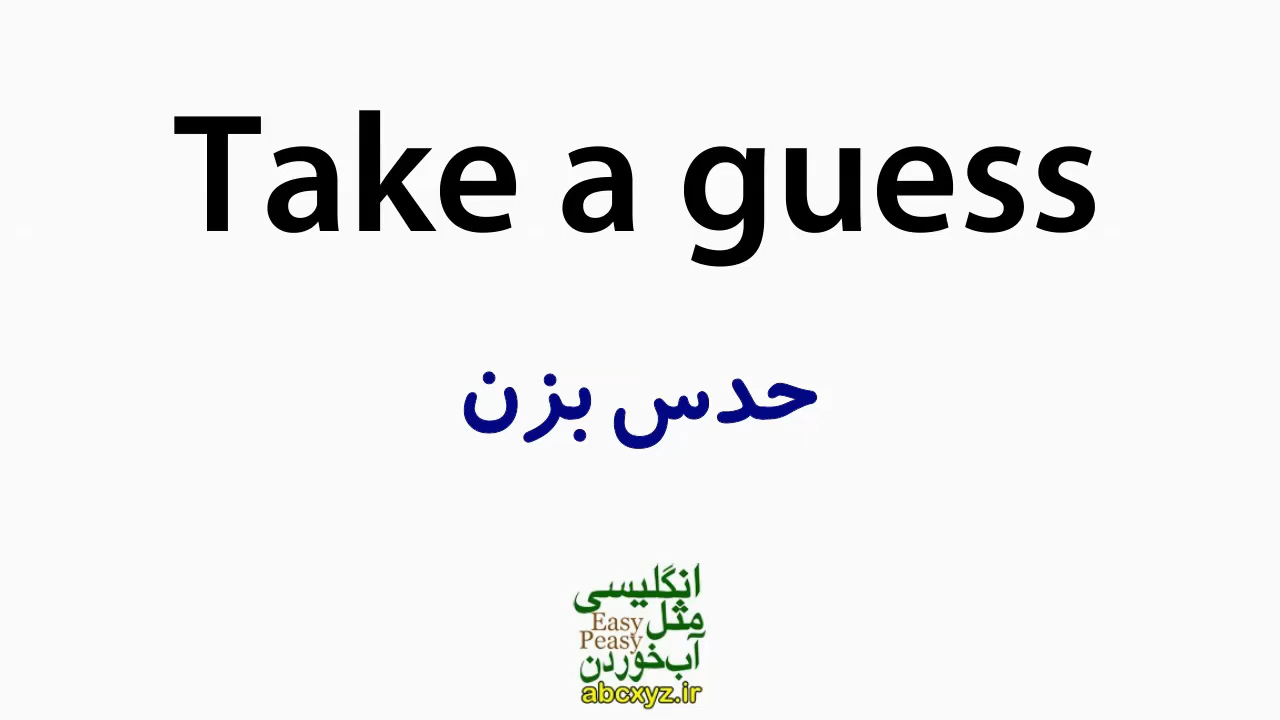 Take a guess
حدس بزن
انگلیسی
مثل Easy
Peasy
آب‌خوردن
abcxyz.ir